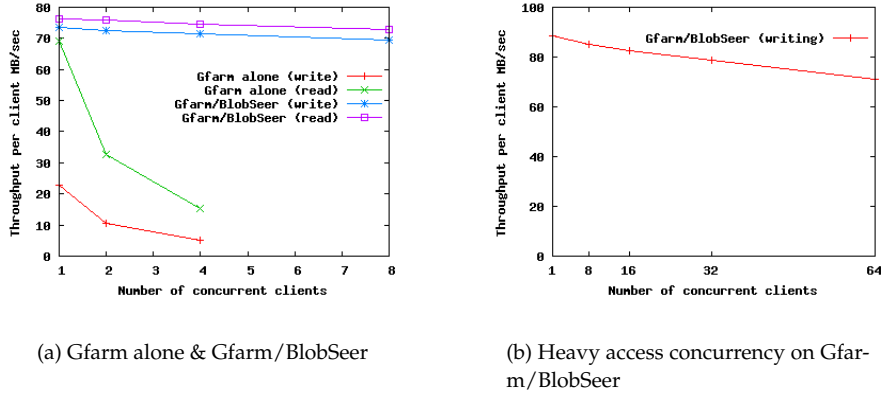 80
70
60
50
40
30
20
10
0
Throughput per client MB/sec
Gfarm alone (write)
Gfarm alone (read)
Gfarm/BlobSeer (write)
Gfarm/BlobSeer (read)
1 2 3 4 5 6 7 8
Number of concurrent clients
(a) Gfarm alone & Gfarm/BlobSeer
100
80
60
40
20
0
Throughput per client MB/sec
Gfarm/BlobSeer (writing)
1 8 16 32 64
Number of concurrent clients
(b) Heavy access concurrency on Gfar-
m/BlobSeer